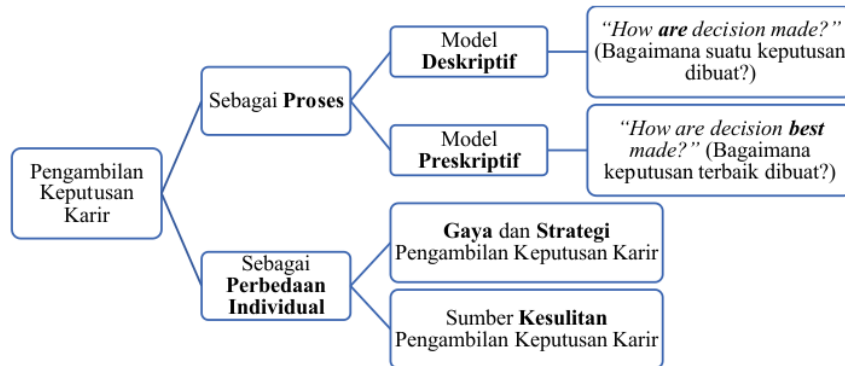 Pengambilan
Keputusan
Karir
Sebagai Proses
Model
Deskriptif
“How are decision made?”
(Bagaimana suatu keputusan
dibuat?)
Model
Preskriptif
“How are decision best
made?” (Bagaimana
keputusan terbaik dibuat?)
Sebagai
Perbedaan
Individual
Gaya dan Strategi
Pengambilan Keputusan Karir
Sumber Kesulitan
Pengambilan Keputusan Karir